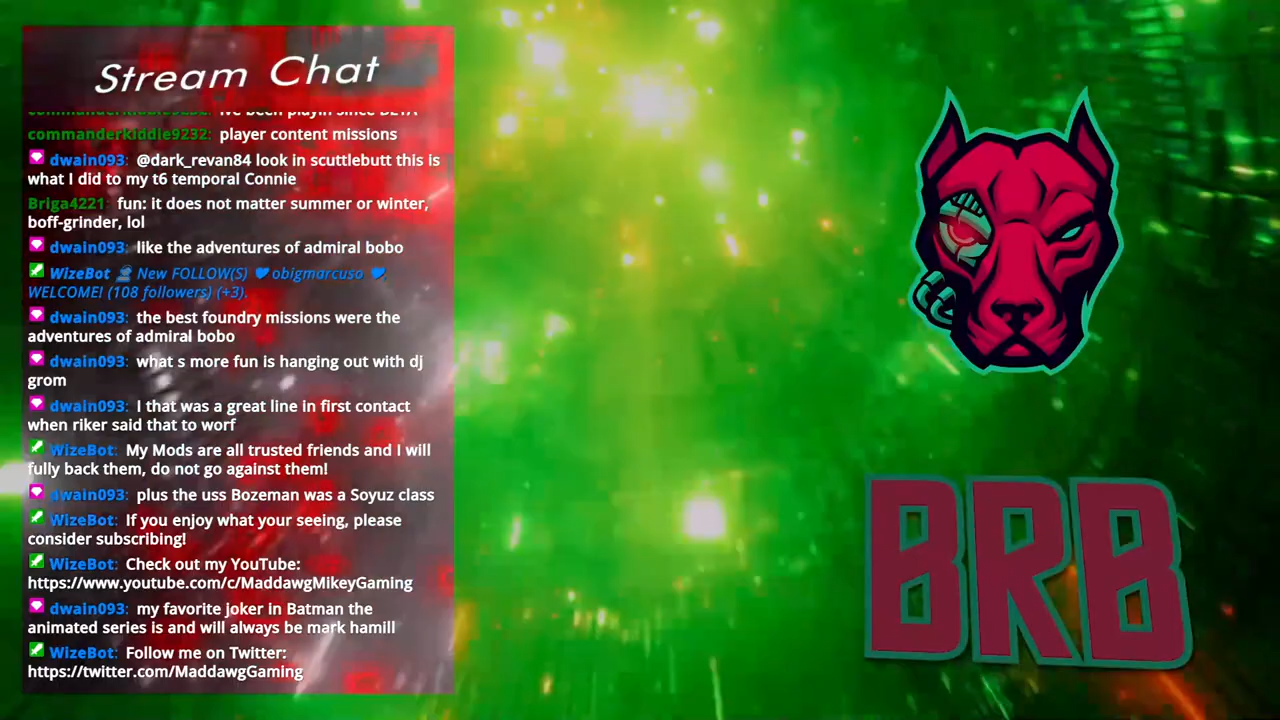 Stream Chat
commanderkiddie9232: ive been playin since BETA
commanderkiddie9232: player content missions
dwain093: @dark_revan84 look in scuttlebutt this is
what I did to my t6 temporal Connie
Briga4221: fun: it does not matter summer or winter,
boff-grinder, lol
dwain093: like the adventures of admiral bobo
WizeBot New FOLLOW(S) obigmarcuso
WELCOME! (108 followers) (+3).
dwain093: the best foundry missions were the
adventures of admiral bobo
dwain093: what s more fun is hanging out with dj
grom
dwain093: I that was a great line in first contact
when riker said that to worf
WizeBot: My Mods are all trusted friends and I will
fully back them, do not go against them!
dwain093: plus the uss Bozeman was a Soyuz class
WizeBot: If you enjoy what your seeing, please
consider subscribing!
WizeBot: Check out my YouTube:
https://www.youtube.com/c/MaddawgMikeyGaming
dwain093: my favorite joker in Batman the
animated series is and will always be mark hamill
WizeBot: Follow me on Twitter:
https://twitter.com/MaddawgGaming
BRB